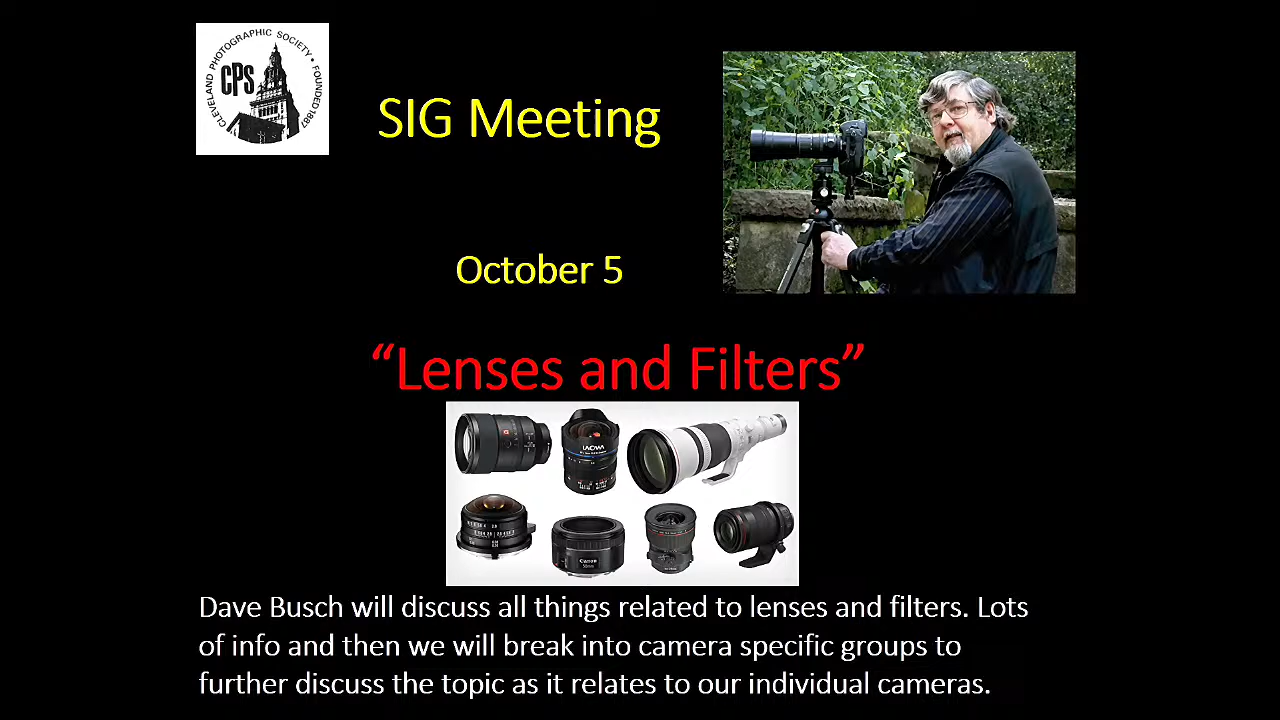 CLEVELAND PHOTOGRAPHIC SOCIETY • FOUNDED 1887
CPS
SIG Meeting
October 5
“Lenses and Filters”
LAOWA
Canon
Dave Busch will discuss all things related to lenses and filters. Lots
of info and then we will break into camera specific groups to
further discuss the topic as it relates to our individual cameras.